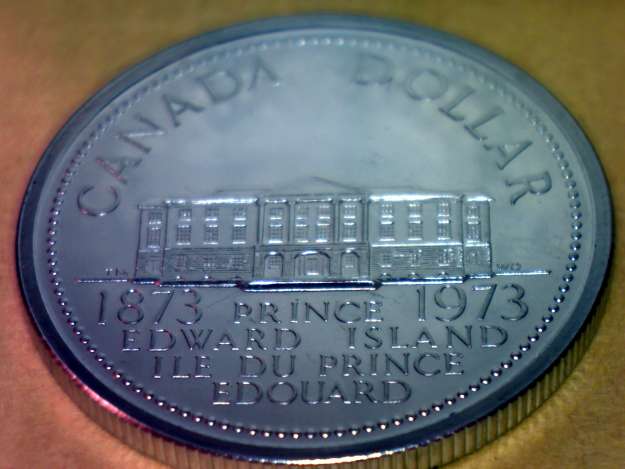 CANADA DOLLAR
1873 PRINCE 1973
EDWARD ISLAND
ILE DU PRINCE
EDOUARD